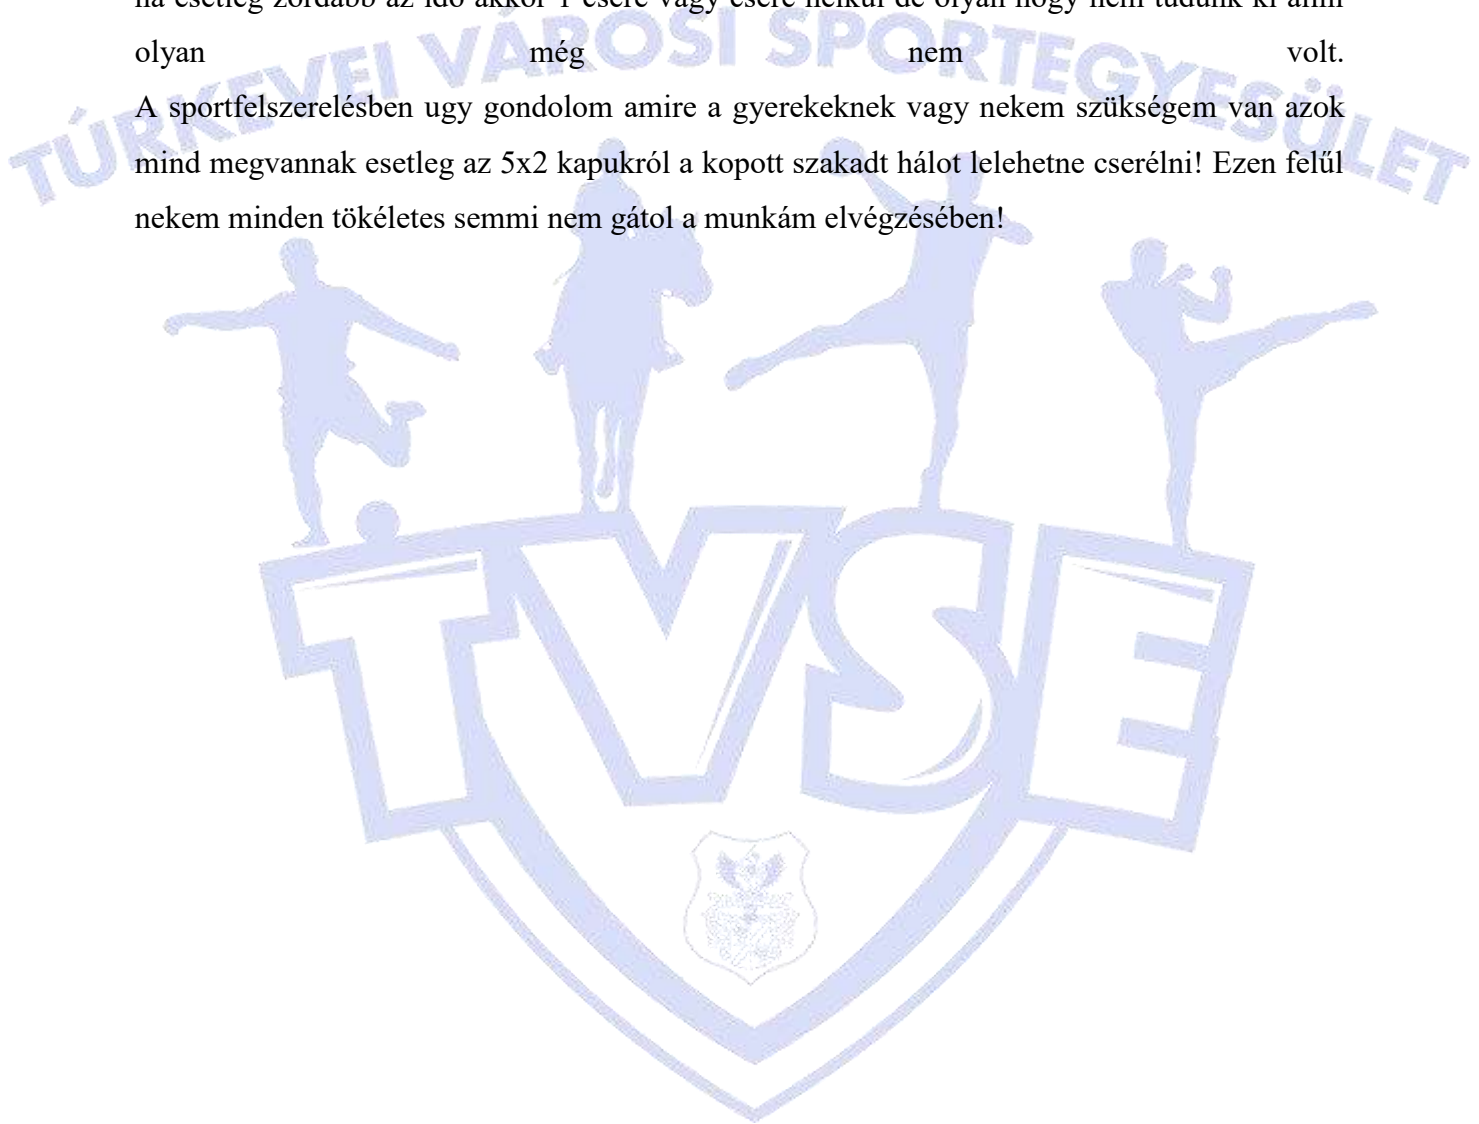 ha esetleg zordabb az idő akkor 1 csere vagy csere nélkül de olyan hogy nem tudunk ki állni
olyan még nem volt.
A sportfelszerelésben ugy gondolom amire a gyerekeknek vagy nekem szükségem van azok
mind megvannak esetleg az 5x2 kapukról a kopott szakadt hálot lelehetne cserélni! Ezen felűl
nekem minden tökéletes semmi nem gátol a munkám elvégzésében!
TÚRKEVEI VÁROSI SPORTEGYESÜLET
TVSE